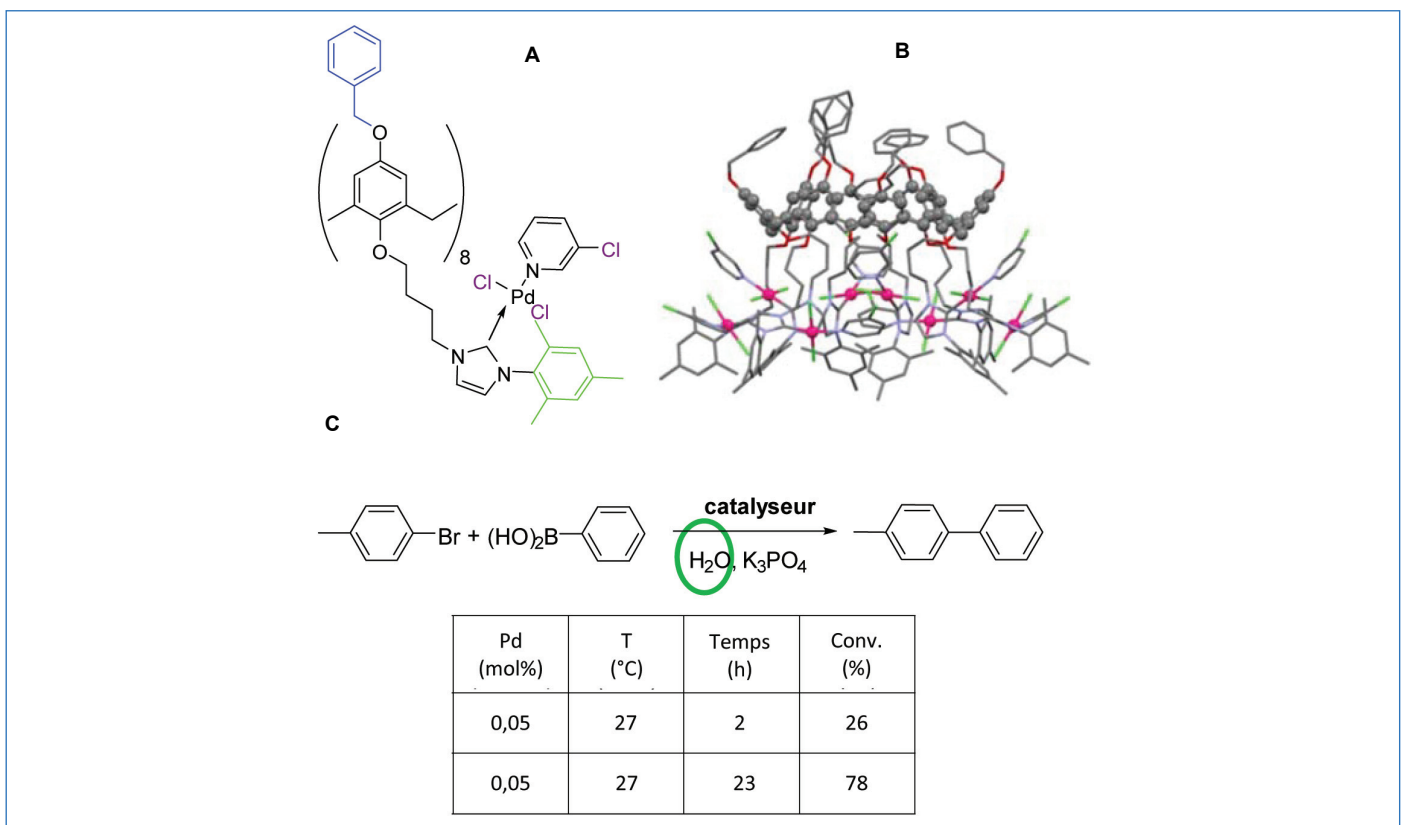 A
B
O
O
8
Cl
N
Cl
Pd
Cl
N
N
C
Br + (HO)2B
catalyseur
H2O, K3PO4
Pd (mol%)
T (°C)
Temps (h)
Conv. (%)
0,05 27 2 26
0,05 27 23 78